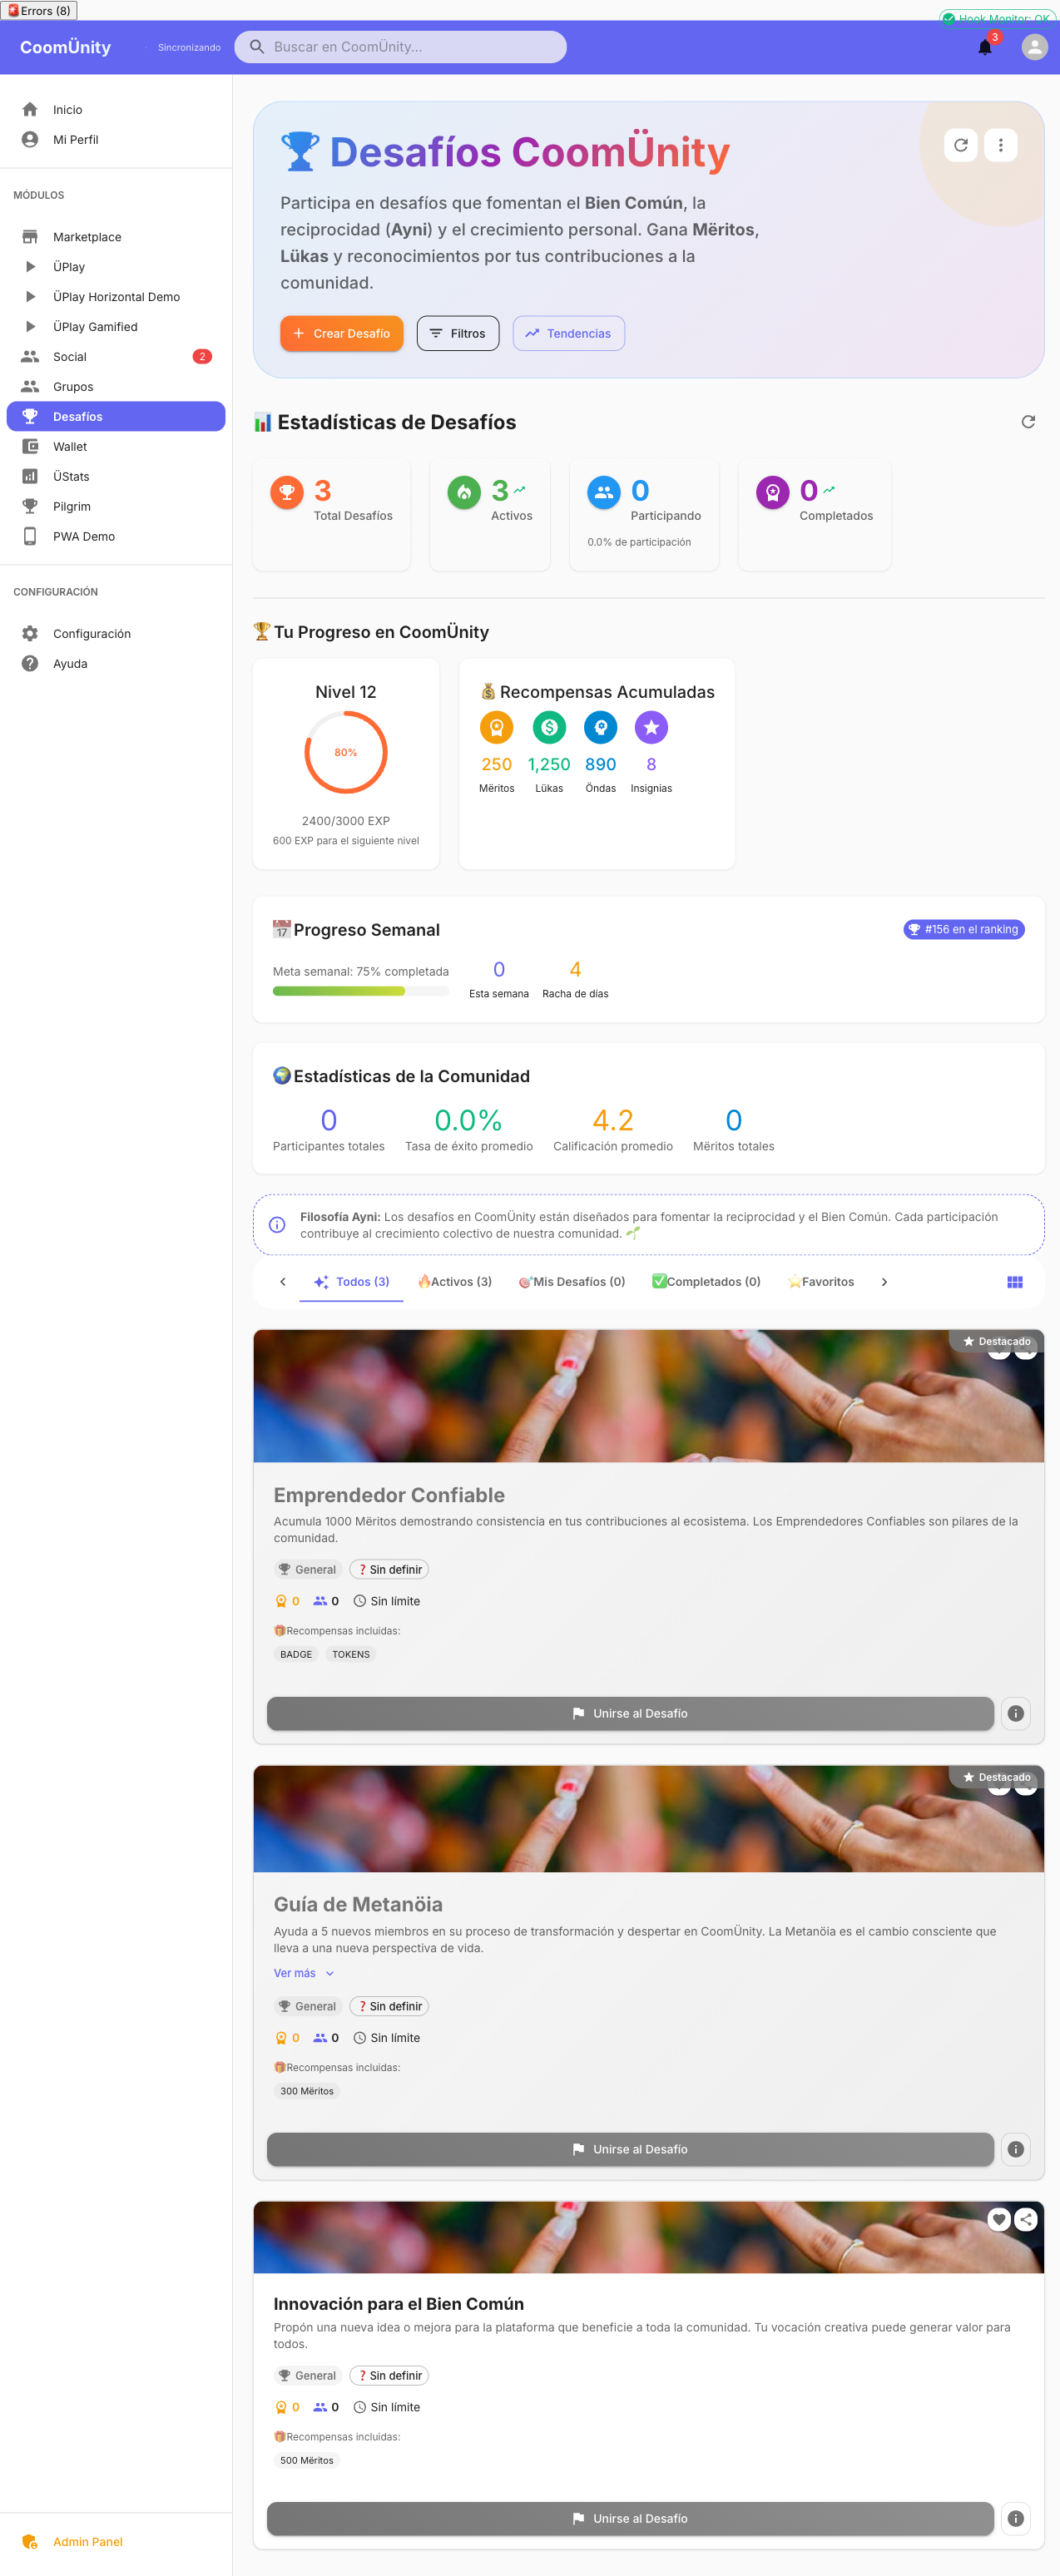 Errors (8)
Hook Monitor: OK
CoomÜnity
Sincronizando
Buscar en CoomÜnity...
3
Inicio
Mi Perfil
MÓDULOS
Marketplace
ÜPlay
ÜPlay Horizontal Demo
ÜPlay Gamified
Social
2
Grupos
Desafíos
Wallet
ÜStats
Pilgrim
PWA Demo
CONFIGURACIÓN
Configuración
Ayuda
Admin Panel
Desafíos CoomÜnity
Participa en desafíos que fomentan el Bien Común, la
reciprocidad (Ayni) y el crecimiento personal. Gana Mëritos,
Lükas y reconocimientos por tus contribuciones a la
comunidad.
Crear Desafío
Filtros
Tendencias
Estadísticas de Desafíos
3
Total Desafíos
3
Activos
0
Participando
0.0% de participación
0
Completados
Tu Progreso en CoomÜnity
Nivel 12
80%
2400/3000 EXP
600 EXP para el siguiente nivel
Recompensas Acumuladas
250
Mëritos
1,250
Lükas
890
Öndas
8
Insignias
Progreso Semanal
#156 en el ranking
Meta semanal: 75% completada
0
Esta semana
4
Racha de días
Estadísticas de la Comunidad
0
Participantes totales
0.0%
Tasa de éxito promedio
4.2
Calificación promedio
0
Mëritos totales
Filosofía Ayni: Los desafíos en CoomÜnity están diseñados para fomentar la reciprocidad y el Bien Común. Cada participación
contribuye al crecimiento colectivo de nuestra comunidad.
Todos (3)
Activos (3)
Mis Desafíos (0)
Completados (0)
Favoritos
Destacado
Emprendedor Confiable
Acumula 1000 Mëritos demostrando consistencia en tus contribuciones al ecosistema. Los Emprendedores Confiables son pilares de la
comunidad.
General
Sin definir
0
0
Sin límite
Recompensas incluidas:
BADGE
TOKENS
Unirse al Desafío
Destacado
Guía de Metanöia
Ayuda a 5 nuevos miembros en su proceso de transformación y despertar en CoomÜnity. La Metanöia es el cambio consciente que
lleva a una nueva perspectiva de vida.
Ver más
General
Sin definir
0
0
Sin límite
Recompensas incluidas:
300 Mëritos
Unirse al Desafío
Innovación para el Bien Común
Propón una nueva idea o mejora para la plataforma que beneficie a toda la comunidad. Tu vocación creativa puede generar valor para
todos.
General
Sin definir
0
0
Sin límite
Recompensas incluidas:
500 Mëritos
Unirse al Desafío